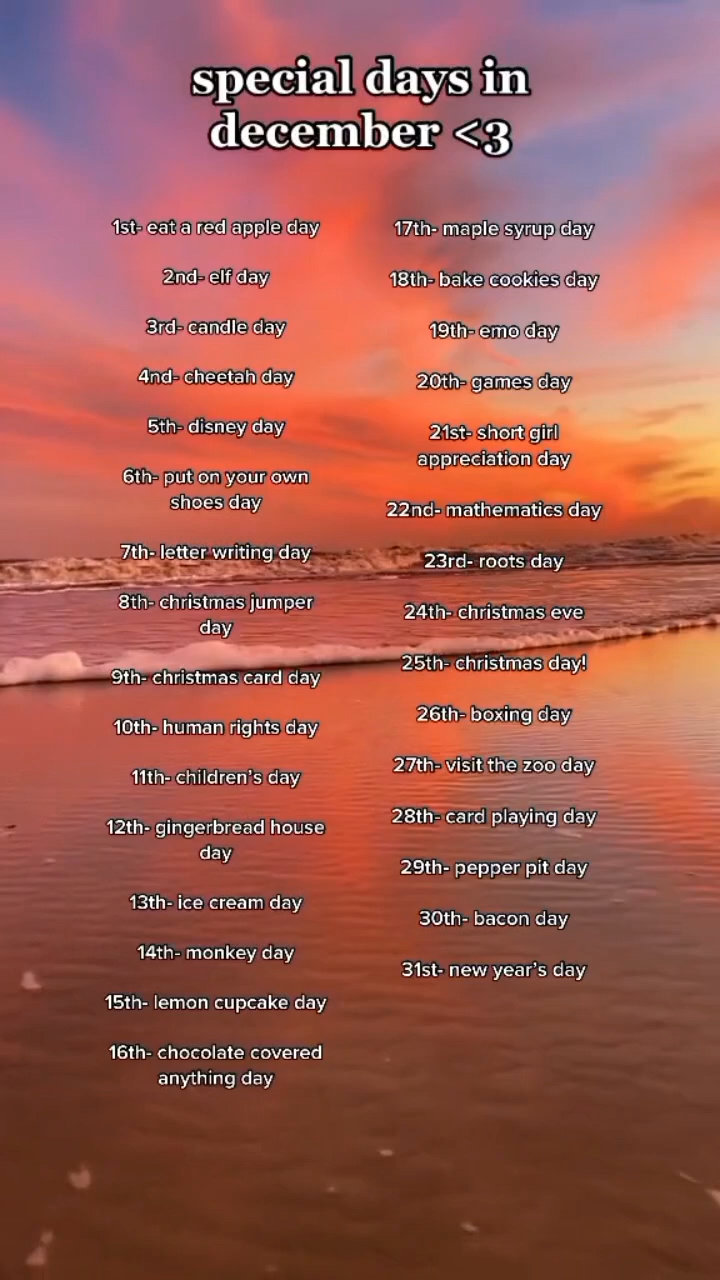 special days in
december <3
1st- eat a red apple day
2nd- elf day
3rd- candle day
4nd- cheetah day
5th- disney day
6th- put on your own
shoes day
7th- letter writing day
8th- christmas jumper
day
9th- christmas card day
10th- human rights day
11th- children's day
12th- gingerbread house
day
13th- ice cream day
14th- monkey day
15th- lemon cupcake day
16th- chocolate covered
anything day
17th- maple syrup day
18th- bake cookies day
19th- emo day
20th- games day
21st- short girl
appreciation day
22nd- mathematics day
23rd- roots day
24th- christmas eve
25th- christmas day!
26th- boxing day
27th- visit the zoo day
28th- card playing day
29th- pepper pit day
30th- bacon day
31st- new year's day